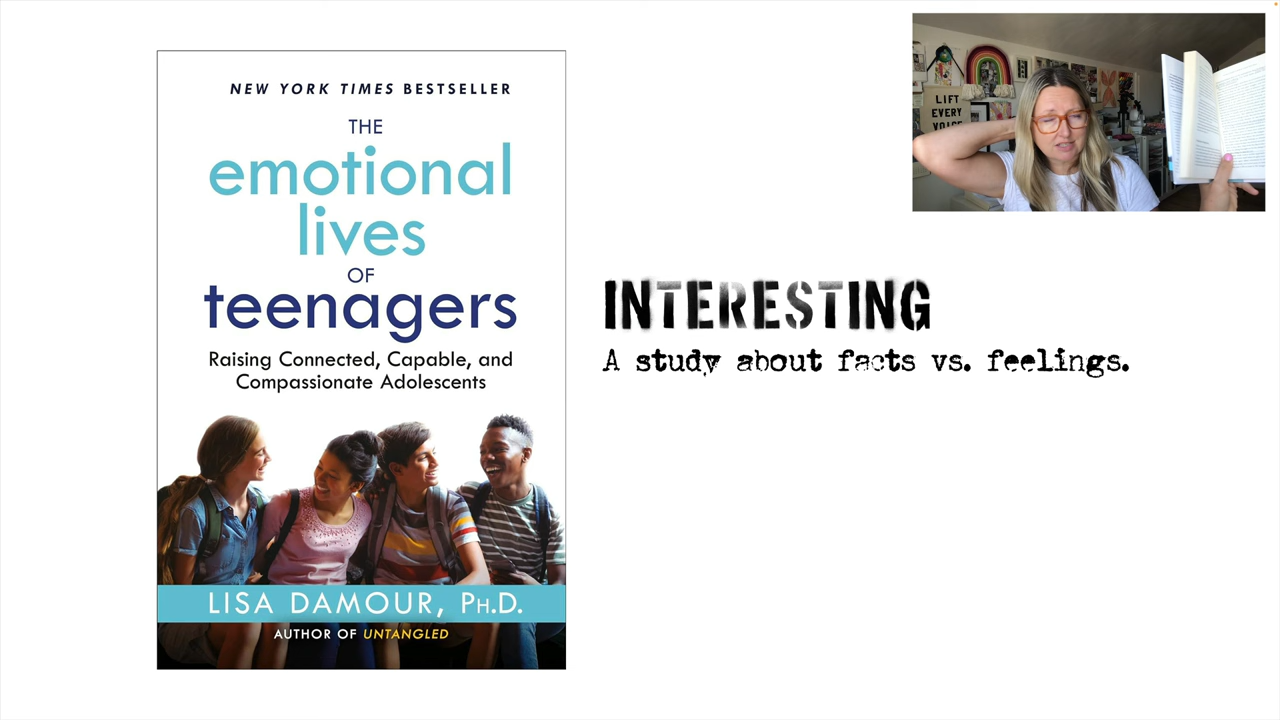 NEW YORK TIMES BESTSELLER
THE
emotional
lives
OF
teenagers
Raising Connected, Capable, and
Compassionate Adolescents
LISA DAMOUR, PH.D.
AUTHOR OF UNTANGLED
LIFT
EVERY
VOICE
INTERESTING
A study about facts vs. feelings.